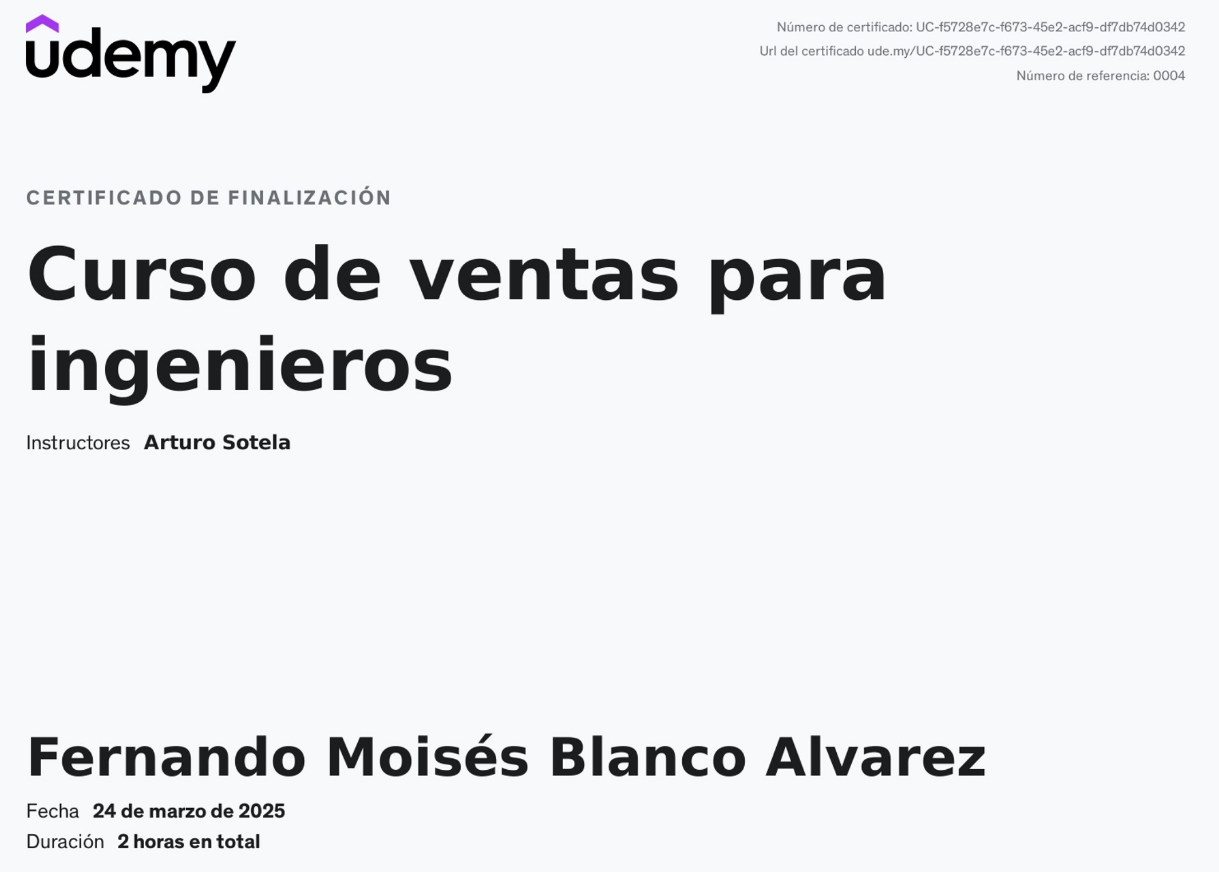 udemy
Número de certificado: UC-f5728e7c-f673-45e2-acf9-df7db74d0342
Url del certificado ude.my/UC-f5728e7c-f673-45e2-acf9-df7db74d0342
Número de referencia: 0004
CERTIFICADO DE FINALIZACIÓN
Curso de ventas para
ingenieros
Instructores Arturo Sotela
Fernando Moisés Blanco Alvarez
Fecha 24 de marzo de 2025
Duración 2 horas en total